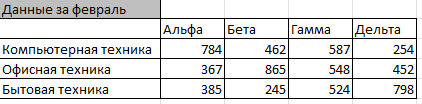 Данные за февраль
Альфа Бета Гамма Дельта
Компьютерная техника 784 462 587 254
Офисная техника 367 865 548 452
Бытовая техника 385 245 524 798